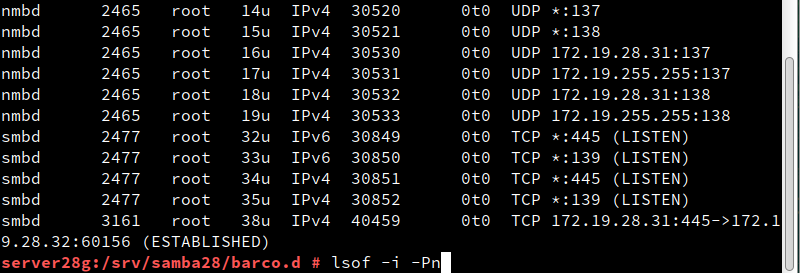 nmbd 2465 root 14u IPv4 30520 0t0 UDP *:137
nmbd 2465 root 15u IPv4 30521 0t0 UDP *:138
nmbd 2465 root 16u IPv4 30530 0t0 UDP 172.19.28.31:137
nmbd 2465 root 17u IPv4 30531 0t0 UDP 172.19.255.255:137
nmbd 2465 root 18u IPv4 30532 0t0 UDP 172.19.28.31:138
nmbd 2465 root 19u IPv4 30533 0t0 UDP 172.19.255.255:138
smbd 2477 root 32u IPv6 30849 0t0 TCP *:445 (LISTEN)
smbd 2477 root 33u IPv6 30850 0t0 TCP *:139 (LISTEN)
smbd 2477 root 34u IPv4 30851 0t0 TCP *:445 (LISTEN)
smbd 2477 root 35u IPv4 30852 0t0 TCP *:139 (LISTEN)
smbd 3161 root 38u IPv4 40459 0t0 TCP 172.19.28.31:445->172.1
9.28.32:60156 (ESTABLISHED)
server28g:/srv/samba28/barco.d # lsof -i -Pn